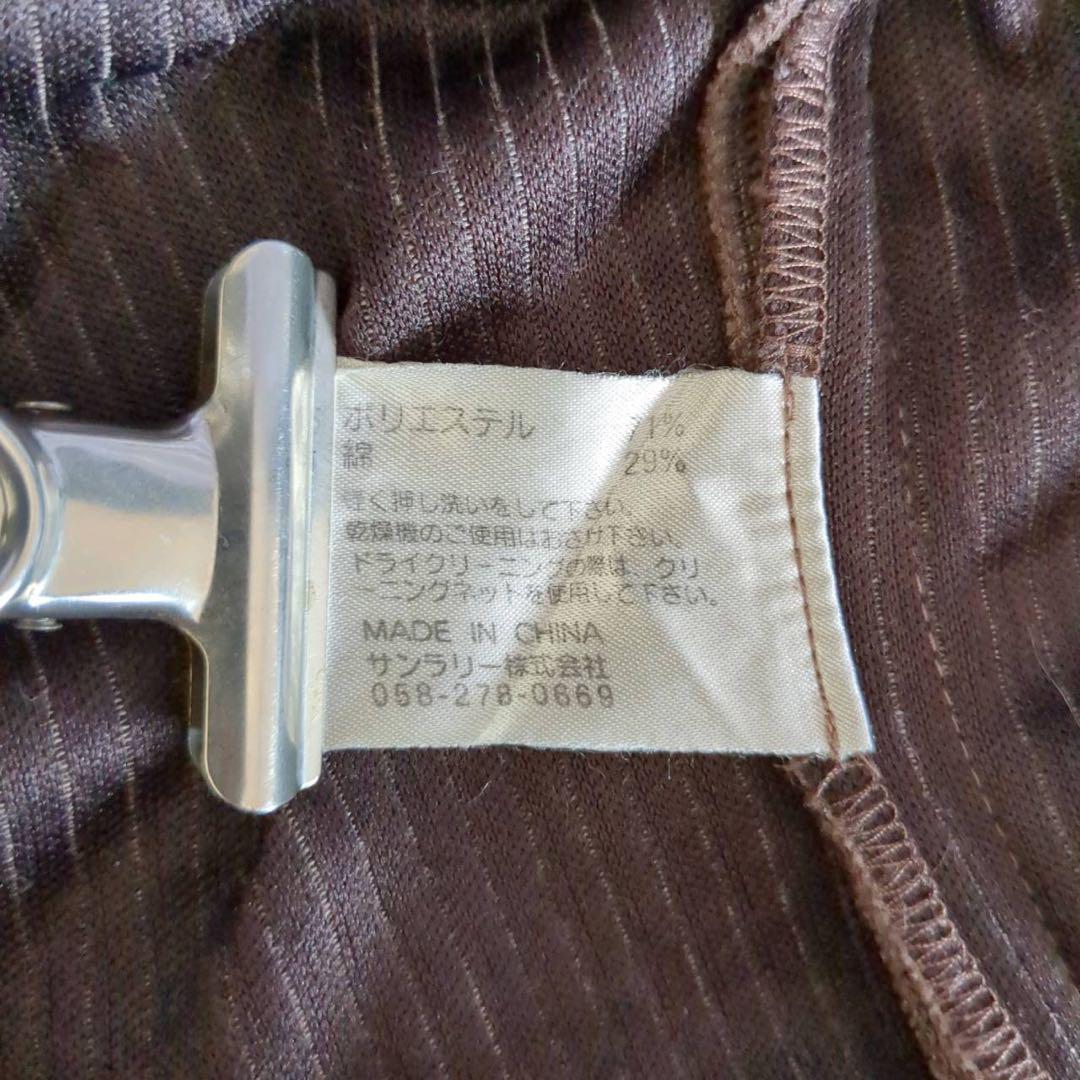 ポリエステル 71%
綿 29%
軽く押し洗いをして下さい。
乾燥機のご使用はおさけ下さい。
ドライクリーニングの際は、クリ
ーニングネットを使用して下さい。
MADE IN CHINA
サンラリー株式会社
058-278-0669